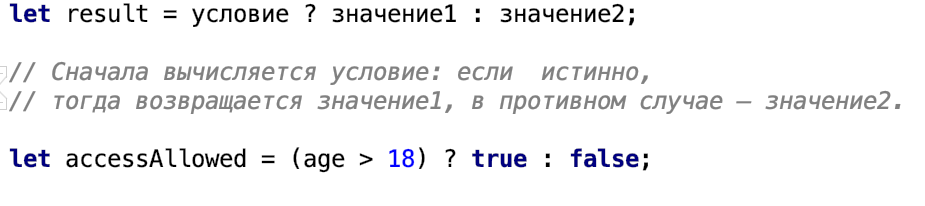 let result = условие ? значение1 : значение2;
// Сначала вычисляется условие: если  истинно,
// тогда возвращается значение1, в противном случае – значение2.
let accessAllowed = (age > 18) ? true : false;